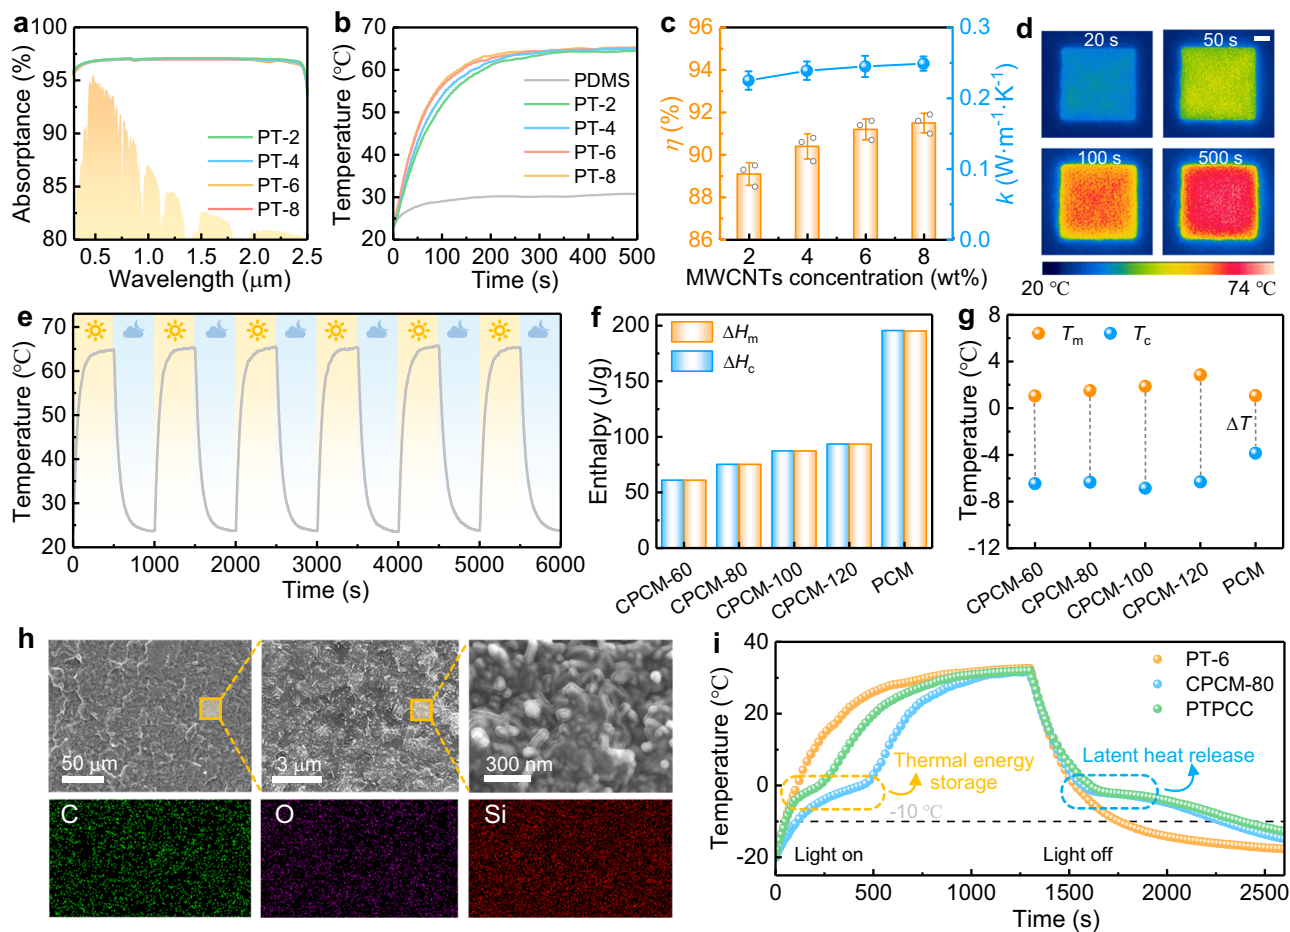 a
100
95
90
85
80
Absorptance (%)
PT-2
PT-4
PT-6
PT-8
0.5 1.0 1.5 2.0 2.5
Wavelength (μm)
b
70
60
50
40
30
20
Temperature (℃)
PDMS
PT-2
PT-4
PT-6
PT-8
0 100 200 300 400 500
Time (s)
c
96
94
92
90
88
86
η (%)
0.3
0.2
0.1
0.0
k (W·m⁻¹·K⁻¹)
2 4 6 8
MWCNTs concentration (wt%)
d
20 s
50 s
100 s
500 s
20 ℃ 74 ℃
e
70
60
50
40
30
20
Temperature (℃)
0 1000 2000 3000 4000 5000 6000
Time (s)
f
200
150
100
50
0
Enthalpy (J/g)
ΔHm
ΔHc
CPCM-60
CPCM-80
CPCM-100
CPCM-120
PCM
g
8
4
0
-4
-8
-12
Temperature (℃)
Tm Tc
ΔT
CPCM-60
CPCM-80
CPCM-100
CPCM-120
PCM
h
50 μm
3 μm
300 nm
C
O
Si
i
40
20
0
-20
Temperature (℃)
PT-6
CPCM-80
PTPCC
Thermal energy
storage
Latent heat release
-10 ℃
Light on
Light off
0 500 1000 1500 2000 2500
Time (s)